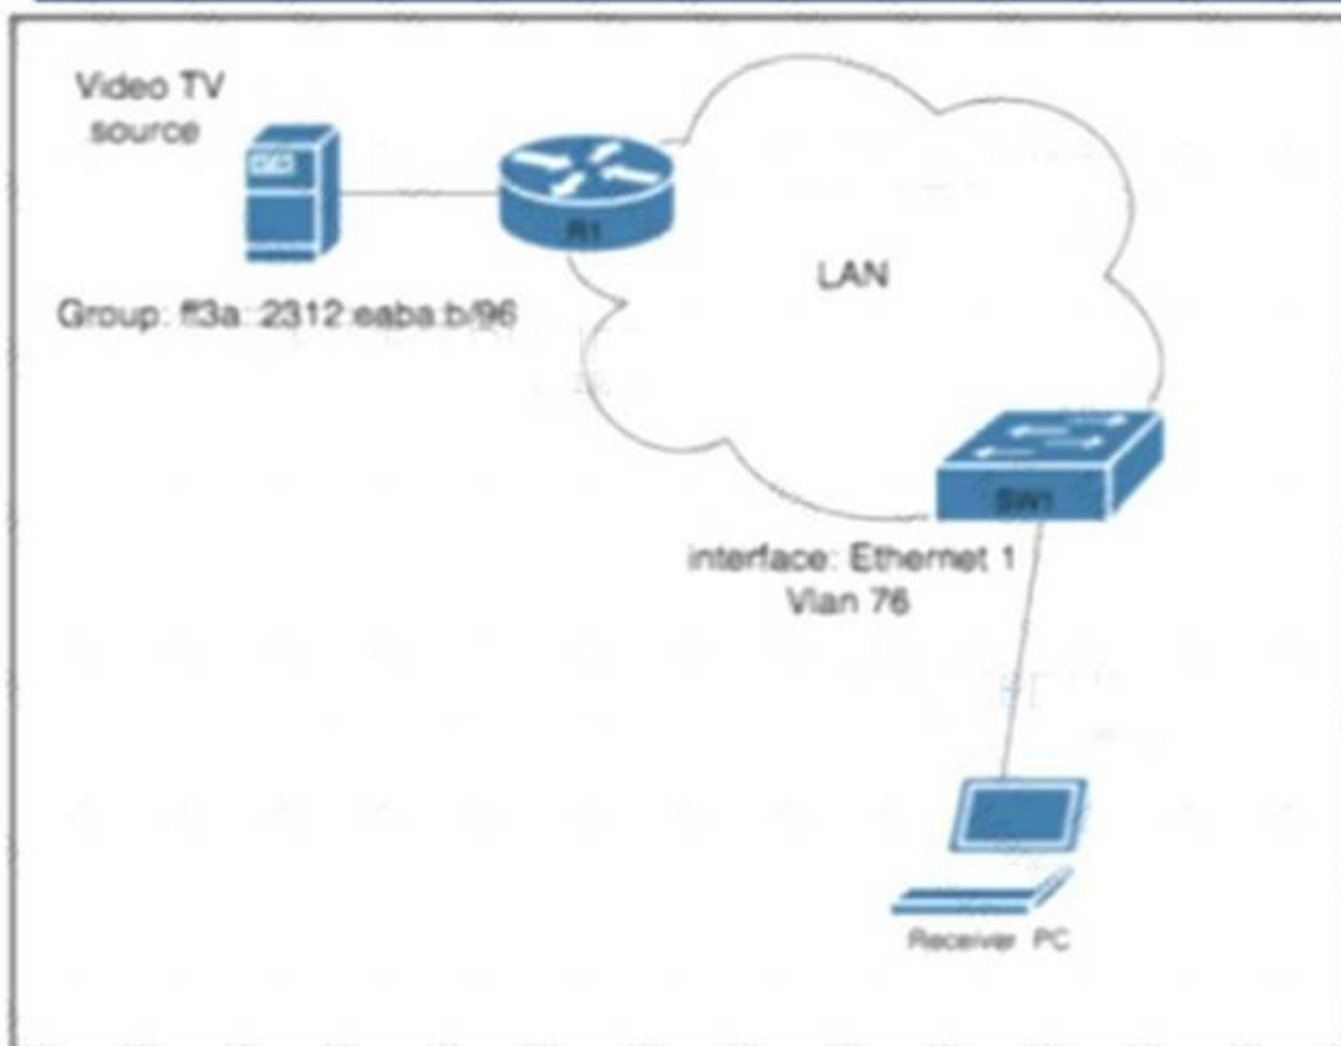 Video TV
source
R1
Group: ff3a::2312:eaba:b/96
LAN
SW1
interface: Ethernet 1
Vlan 76
Receiver PC